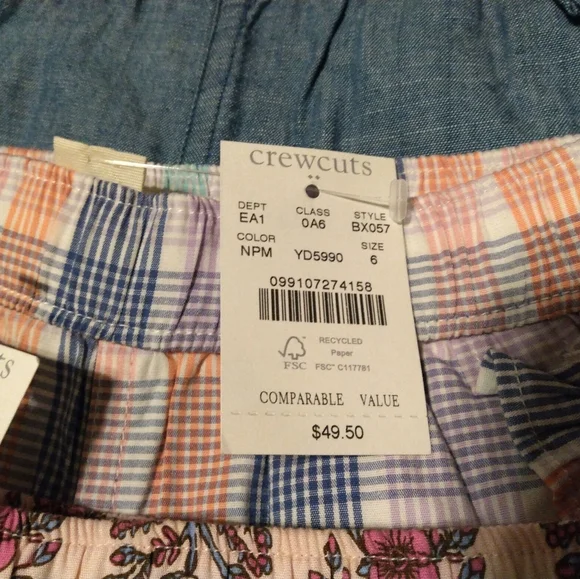 crewcuts
DEPT CLASS STYLE
EA1 0A6 BX057
COLOR SIZE
NPM YD5990 6
099107274158
RECYCLED
Paper
FSC FSC® C117781
COMPARABLE VALUE
$49.50
ts